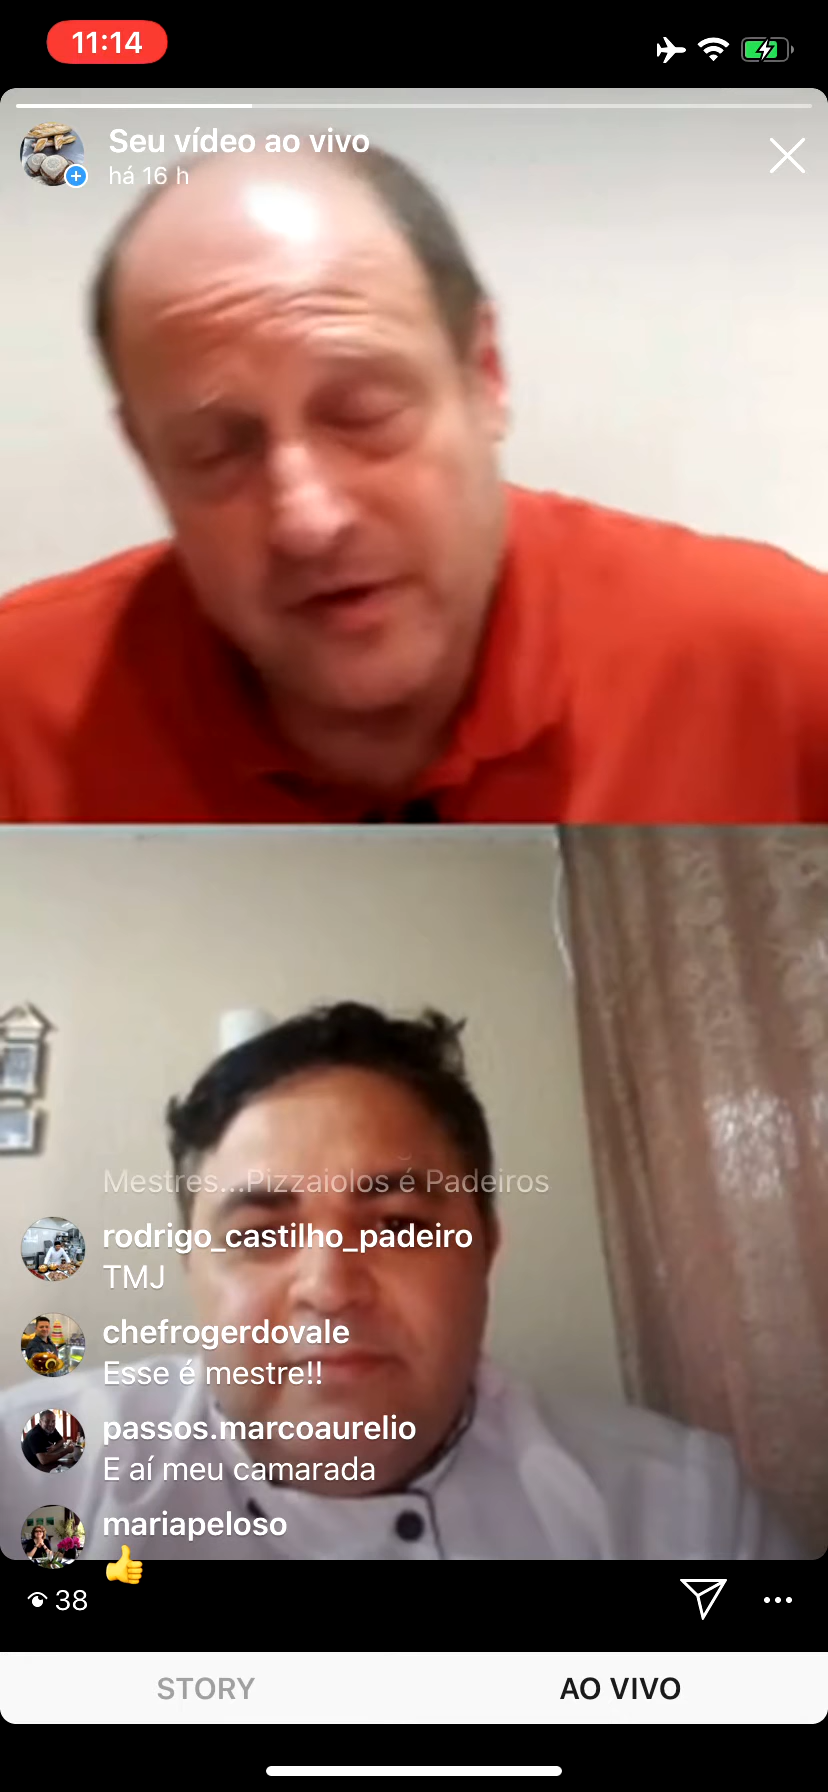 11:14
Seu vídeo ao vivo
há 16 h
Mestres...Pizzaiolos é Padeiros
rodrigo_castilho_padeiro
TMJ
chefrogerdovale
Esse é mestre!!
passos.marcoaurelio
E aí meu camarada
mariapeloso
👍
38
STORY
AO VIVO